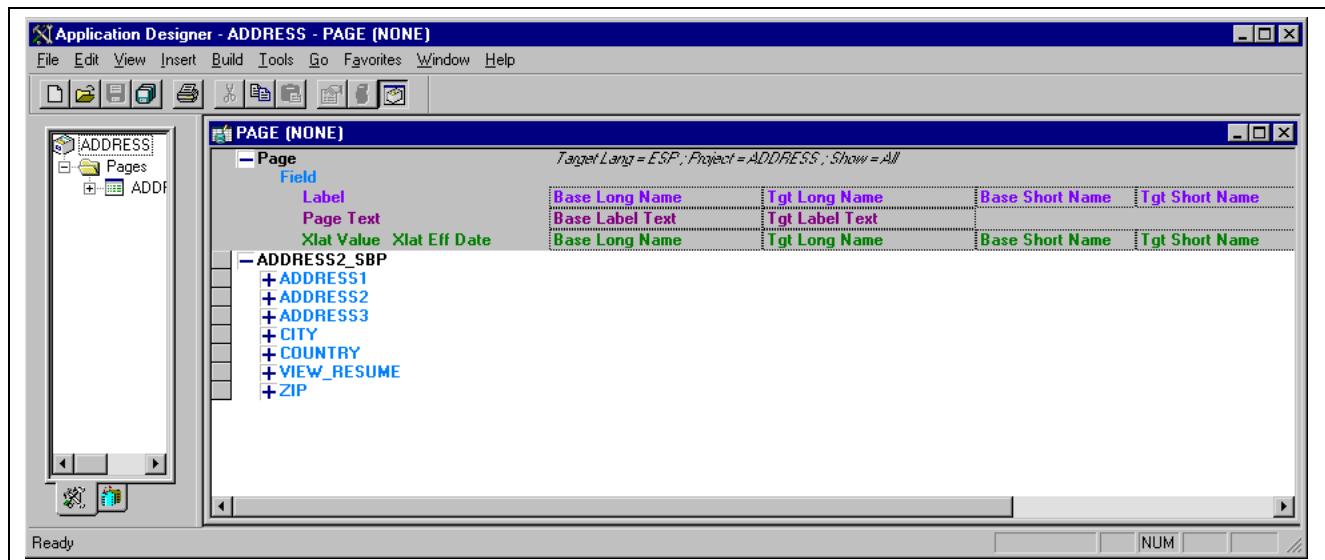 Application Designer - ADDRESS - PAGE (NONE)
File Edit View Insert Build Tools Go Favorites Window Help
ADDRESS
Pages
ADDF
PAGE (NONE)
Page Target Lang = ESP ; Project = ADDRESS ; Show = All
Field
Label Base Long Name Tgt Long Name Base Short Name Tgt Short Name
Page Text Base Label Text Tgt Label Text
Xlat Value Xlat Eff Date Base Long Name Tgt Long Name Base Short Name Tgt Short Name
ADDRESS2_SBP
ADDRESS1
ADDRESS2
ADDRESS3
CITY
COUNTRY
VIEW_RESUME
ZIP
Ready NUM